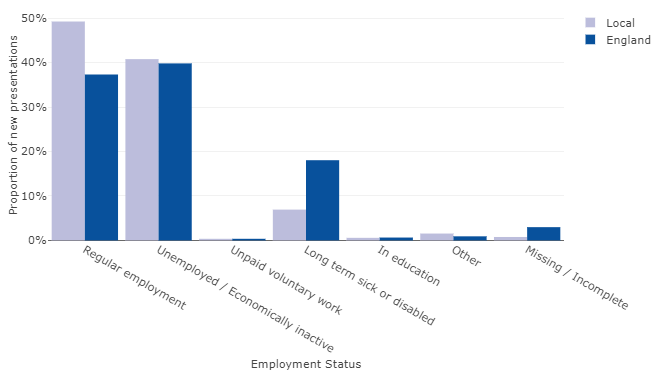 50%
40%
30%
20%
10%
0%
Proportion of new presentations
Local
England
Regular employment
Unemployed / Economically inactive
Unpaid voluntary work
Long term sick or disabled
In education
Other
Missing / Incomplete
Employment Status